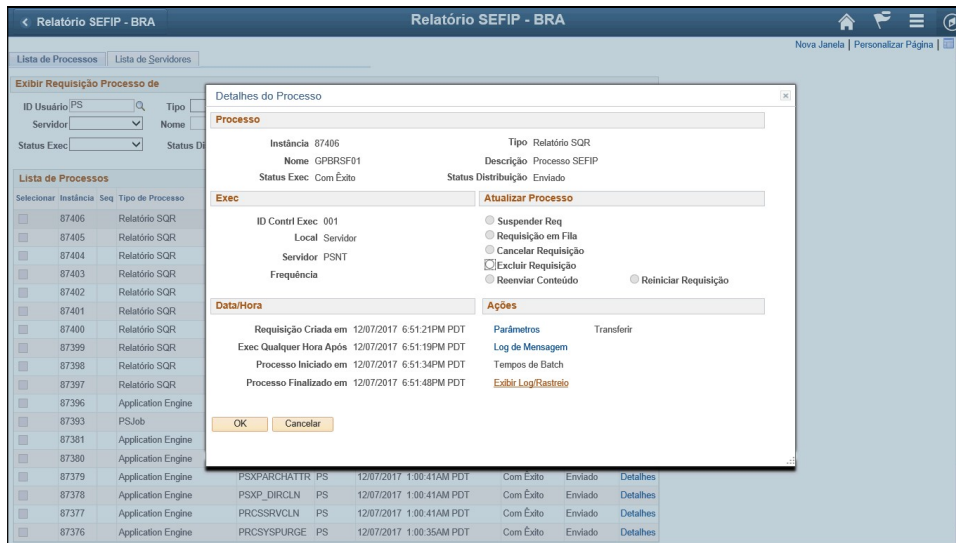 Relatório SEFIP - BRA
Relatório SEFIP - BRA
Nova Janela | Personalizar Página |
Lista de Processos
Lista de Servidores
Exibir Requisição Processo de
ID Usuário PS Tipo
Servidor Nome
Status Exec Status Di
Lista de Processos
Selecionar Instância Seq Tipo de Processo
87406 Relatório SQR
87405 Relatório SQR
87404 Relatório SQR
87403 Relatório SQR
87402 Relatório SQR
87401 Relatório SQR
87400 Relatório SQR
87399 Relatório SQR
87398 Relatório SQR
87397 Relatório SQR
87396 Application Engine
87393 PSJob
87381 Application Engine
87380 Application Engine
87379 Application Engine PSXPARCHATTR PS 12/07/2017 1:00:41AM PDT Com Êxito Enviado Detalhes
87378 Application Engine PSXP_DIRCLN PS 12/07/2017 1:00:41AM PDT Com Êxito Enviado Detalhes
87377 Application Engine PRCSSRVCLN PS 12/07/2017 1:00:41AM PDT Com Êxito Enviado Detalhes
87376 Application Engine PRCSYSPURGE PS 12/07/2017 1:00:35AM PDT Com Êxito Enviado Detalhes
Detalhes do Processo
Processo
Instância 87406 Tipo Relatório SQR
Nome GPBRSF01 Descrição Processo SEFIP
Status Exec Com Êxito Status Distribuição Enviado
Exec
ID Contrl Exec 001
Local Servidor
Servidor PSNT
Frequência
Atualizar Processo
Suspender Req
Requisição em Fila
Cancelar Requisição
Excluir Requisição
Reenviar Conteúdo Reiniciar Requisição
Data/Hora
Requisição Criada em 12/07/2017 6:51:21PM PDT
Exec Qualquer Hora Após 12/07/2017 6:51:19PM PDT
Processo Iniciado em 12/07/2017 6:51:34PM PDT
Processo Finalizado em 12/07/2017 6:51:48PM PDT
Ações
Parâmetros Transferir
Log de Mensagem
Tempos de Batch
Exibir Log/Rastreio
OK Cancelar